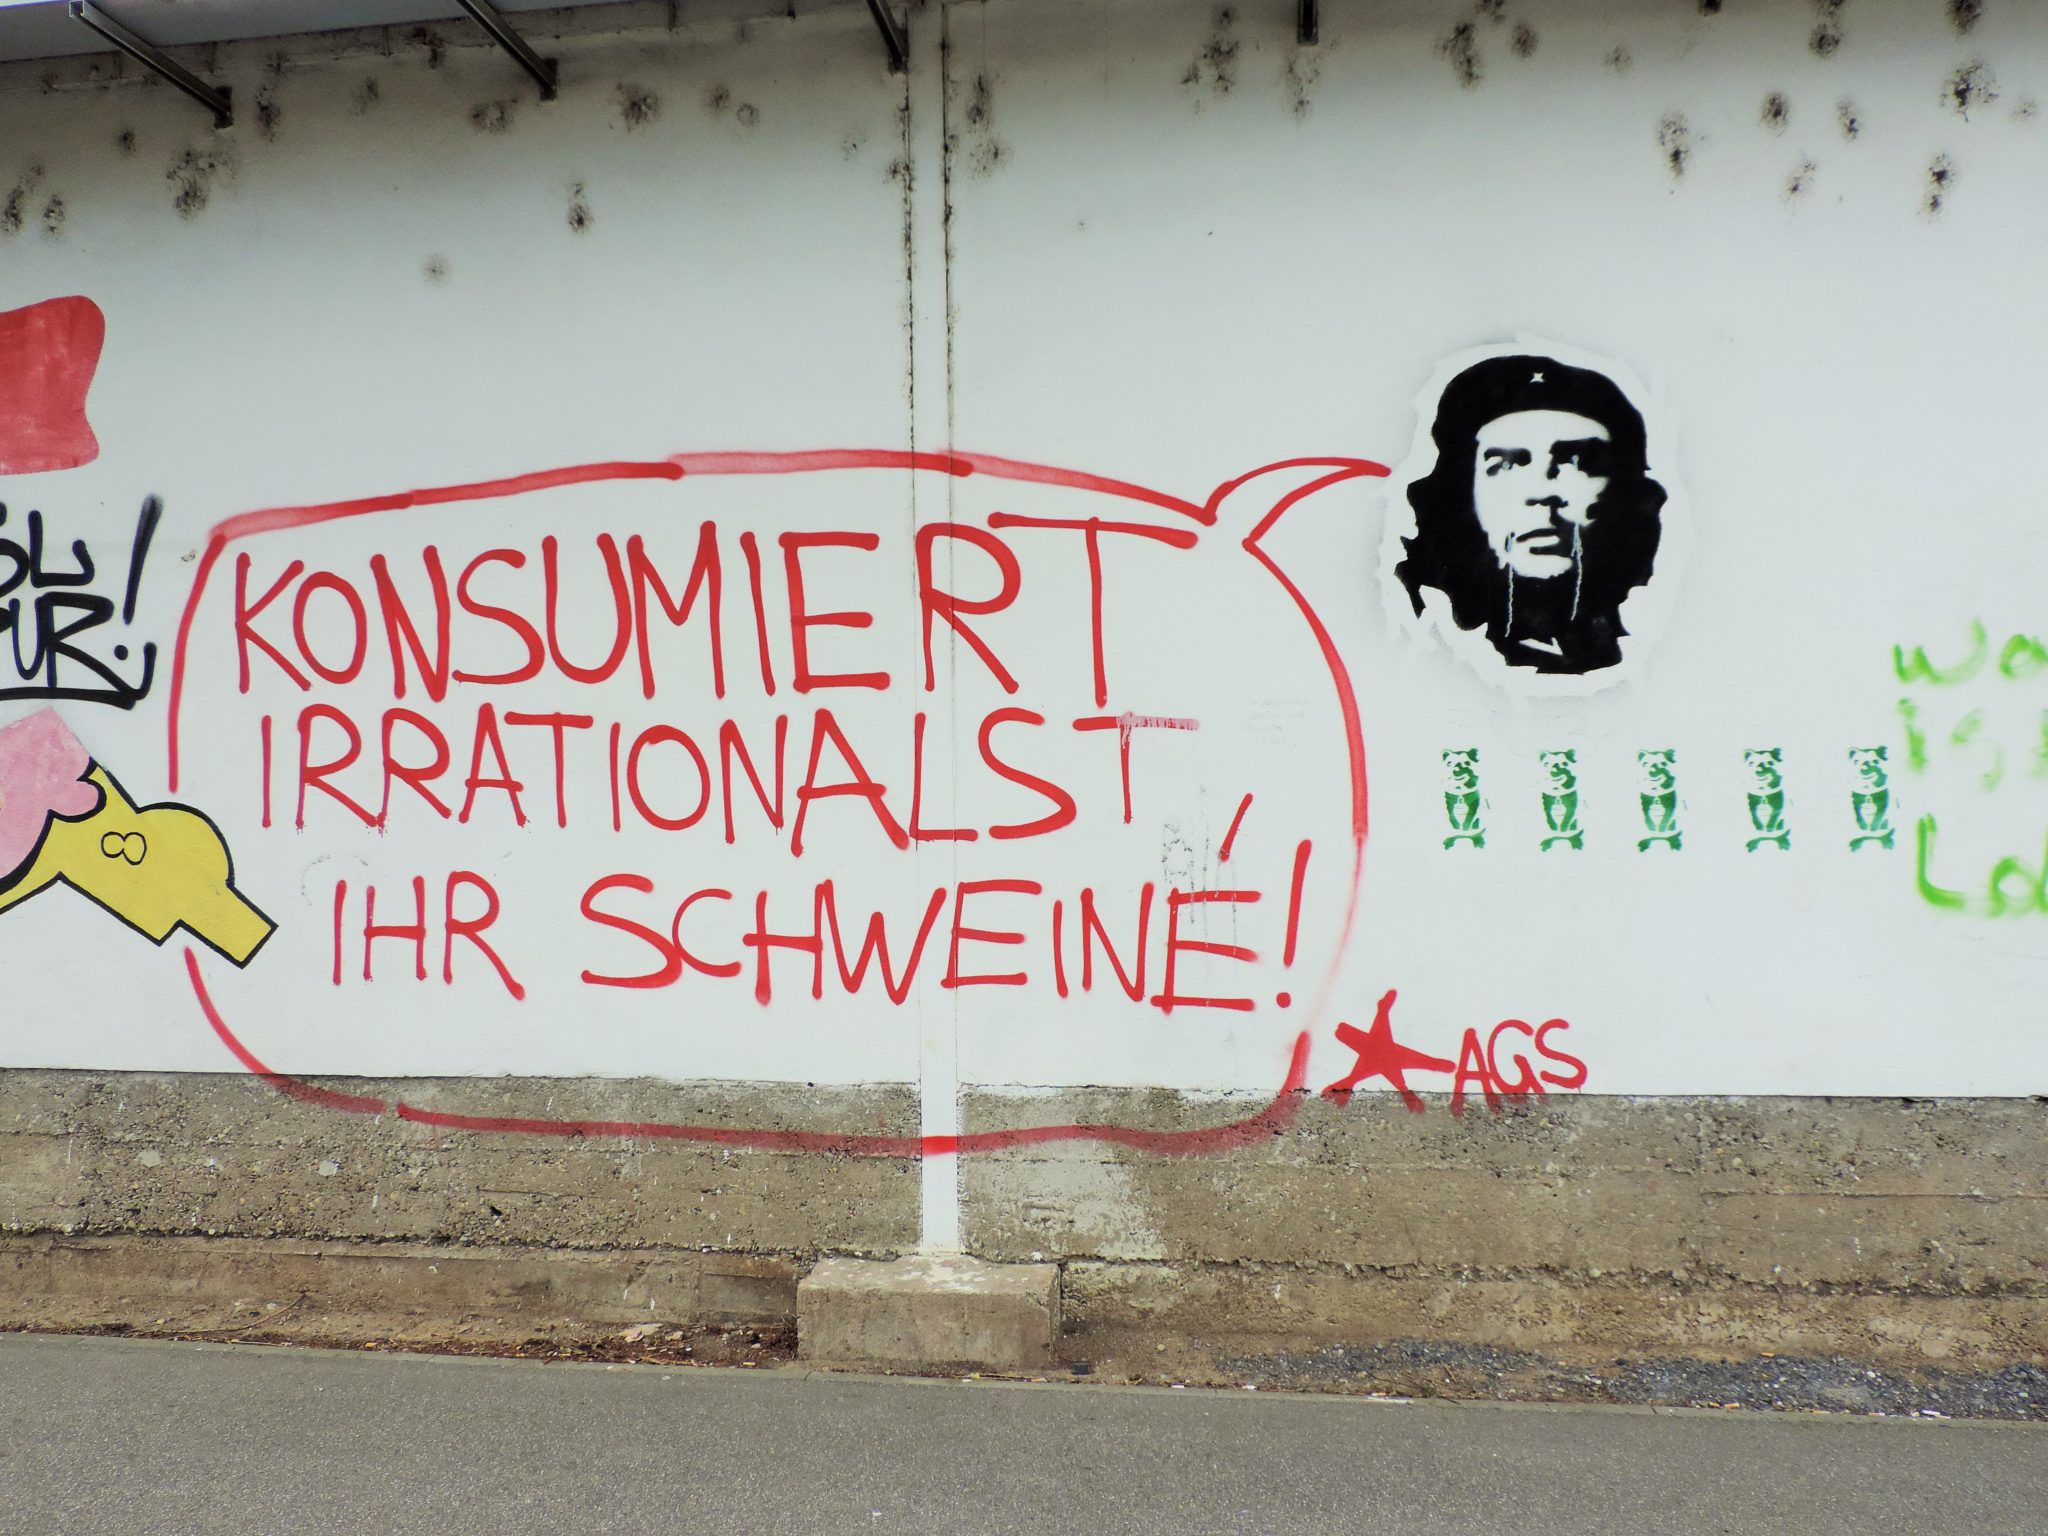 KONSUMIERT
IRRATIONALST,
IHR SCHWEINE!
AGS